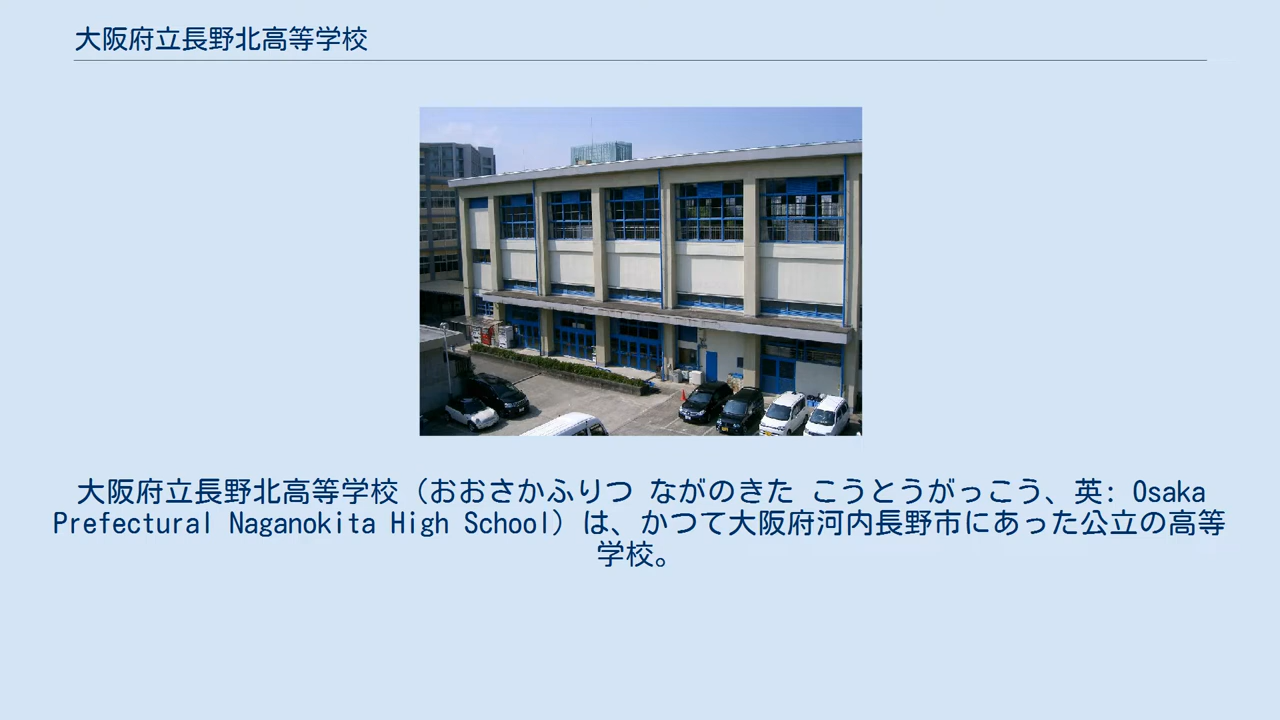 大阪府立長野北高等学校
大阪府立長野北高等学校（おおさかふりつ ながのきた こうとうがっこう、英: Osaka
Prefectural Naganokita High School）は、かつて大阪府河内長野市にあった公立の高等
学校。